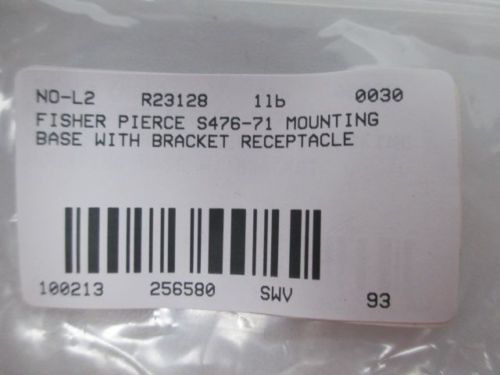 NO-L2 R23128 1lb 0030
FISHER PIERCE S476-71 MOUNTING
BASE WITH BRACKET RECEPTACLE
100213 256580 SWV 93